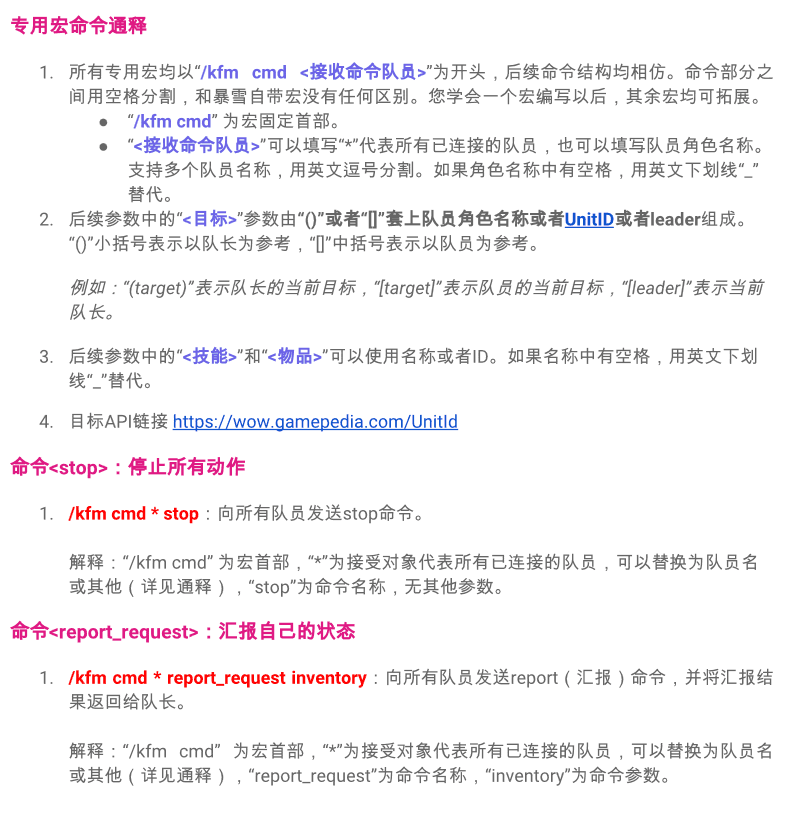 专用宏命令通释
1. 所有专用宏均以“/kfm cmd <接收命令队员>”为开头，后续命令结构均相仿。命令部分之
间用空格分割，和暴雪自带宏没有任何区别。您学会一个宏编写以后，其余宏均可拓展。
● “/kfm cmd” 为宏固定首部。
● “<接收命令队员>”可以填写“*”代表所有已连接的队员，也可以填写队员角色名称。
支持多个队员名称，用英文逗号分割。如果角色名称中有空格，用英文下划线“_”
替代。
2. 后续参数中的“<目标>”参数由“()”或者“[]”套上队员角色名称或者UnitID或者leader组成。
“()”小括号表示以队长为参考，“[]”中括号表示以队员为参考。
例如：“(target)”表示队长的当前目标，“[target]”表示队员的当前目标，“[leader]”表示当前
队长。
3. 后续参数中的“<技能>”和“<物品>”可以使用名称或者ID。如果名称中有空格，用英文下划
线“_”替代。
4. 目标API链接 https://wow.gamepedia.com/UnitId
命令<stop>：停止所有动作
1. /kfm cmd * stop：向所有队员发送stop命令。
解释：“/kfm cmd” 为宏首部，“*”为接受对象代表所有已连接的队员，可以替换为队员名
或其他（详见通释），“stop”为命令名称，无其他参数。
命令<report_request>：汇报自己的状态
1. /kfm cmd * report_request inventory：向所有队员发送report（汇报）命令，并将汇报结
果返回给队长。
解释：“/kfm cmd” 为宏首部，“*”为接受对象代表所有已连接的队员，可以替换为队员名
或其他（详见通释），“report_request”为命令名称，“inventory”为命令参数。